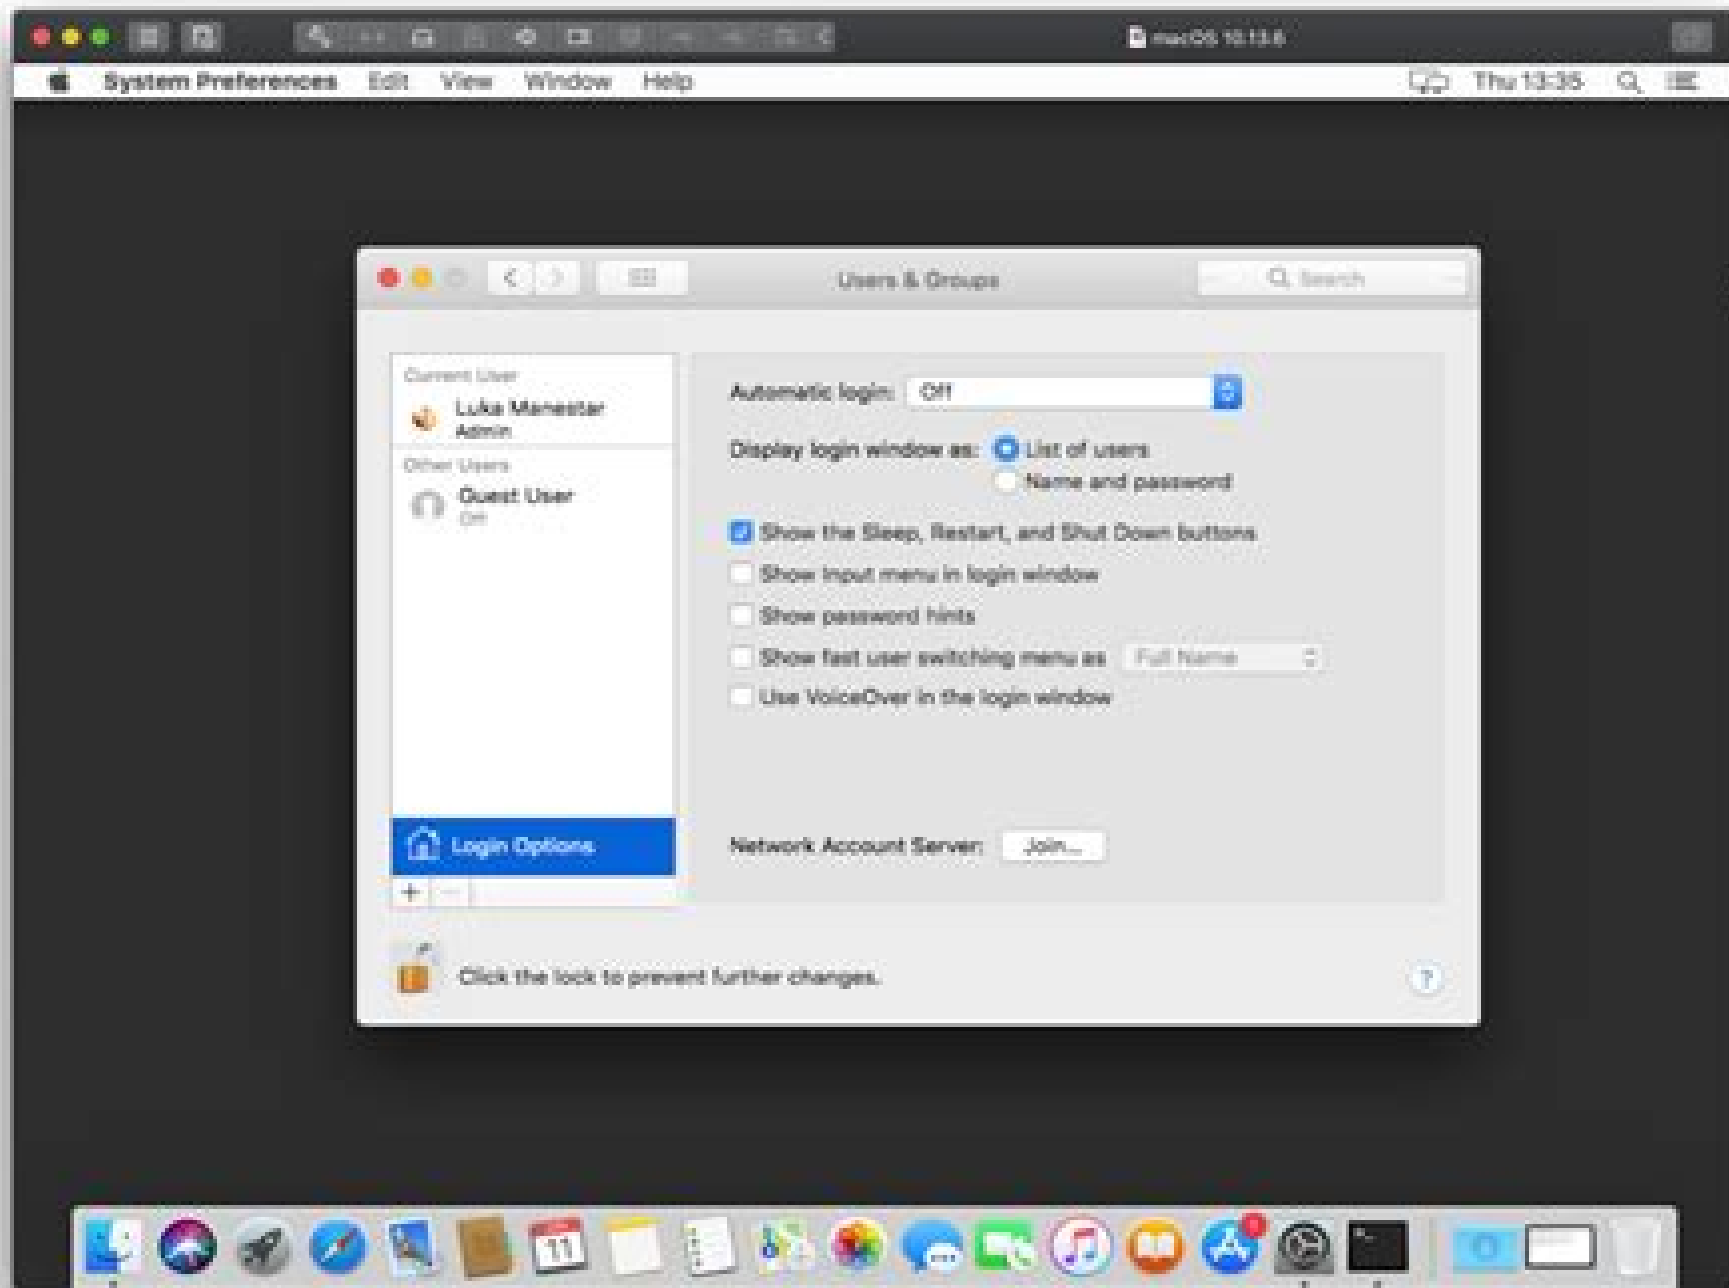 macOS 10.13.6
System Preferences Edit View Window Help Thu 13:35
Users & Groups Search
Current User
Luka Manestar
Admin
Other Users
Guest User
Off
Login Options
+ −
Automatic login: Off
Display login window as: List of users
Name and password
Show the Sleep, Restart, and Shut Down buttons
Show Input menu in login window
Show password hints
Show fast user switching menu as Full Name
Use VoiceOver in the login window
Network Account Server: Join...
Click the lock to prevent further changes. ?
11